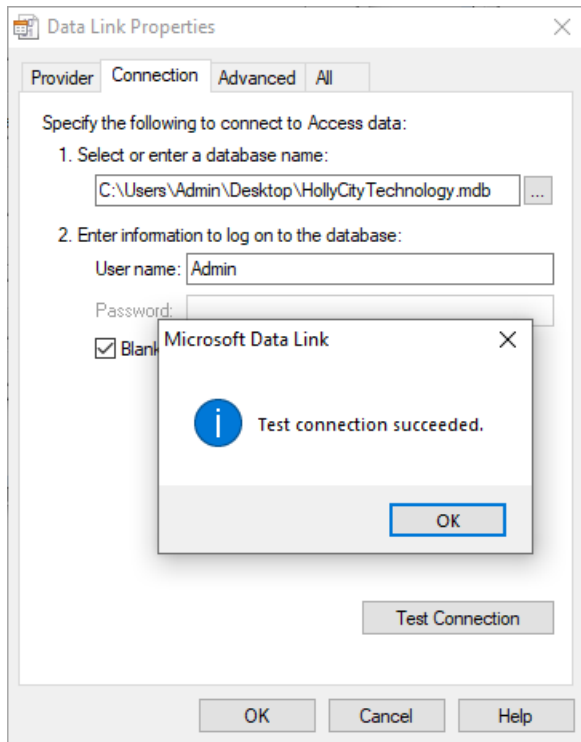 Data Link Properties
Provider Connection Advanced All
Specify the following to connect to Access data:
1. Select or enter a database name:
C:\Users\Admin\Desktop\HollyCityTechnology.mdb ...
2. Enter information to log on to the database:
User name: Admin
Password:
Blank
Microsoft Data Link
Test connection succeeded.
OK
Test Connection
OK Cancel Help